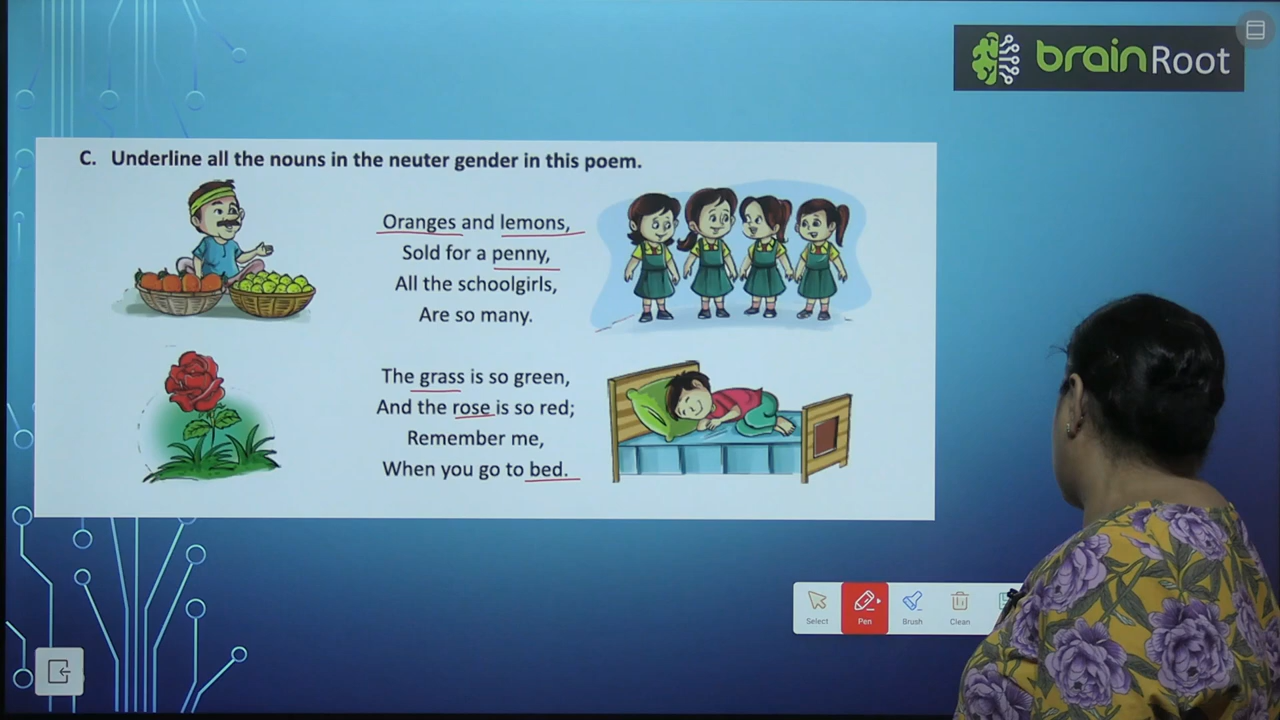 brainRoot
C. Underline all the nouns in the neuter gender in this poem.
Oranges and lemons,
Sold for a penny,
All the schoolgirls,
Are so many.
The grass is so green,
And the rose is so red;
Remember me,
When you go to bed.
Select Pen Brush Clean